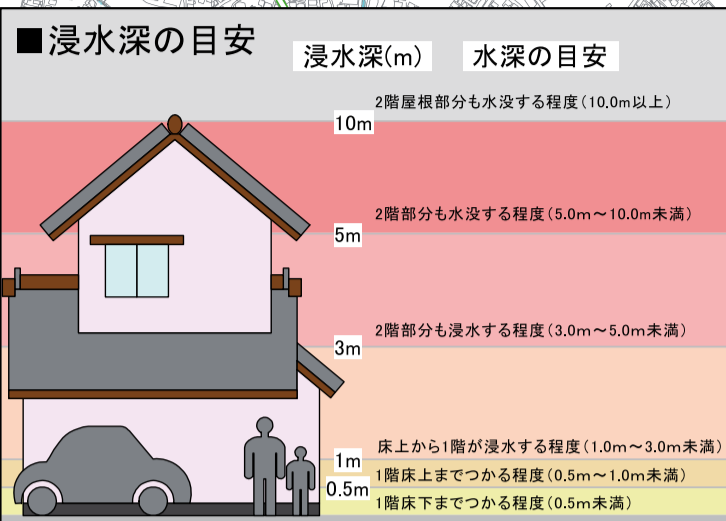 ■浸水深の目安
浸水深(m) 水深の目安
2階屋根部分も水没する程度(10.0m以上)
10m
2階部分も水没する程度(5.0m～10.0m未満)
5m
2階部分も浸水する程度(3.0m～5.0m未満)
3m
床上から1階が浸水する程度(1.0m～3.0m未満)
1m
1階床上までつかる程度(0.5m～1.0m未満)
0.5m
1階床下までつかる程度(0.5m未満)